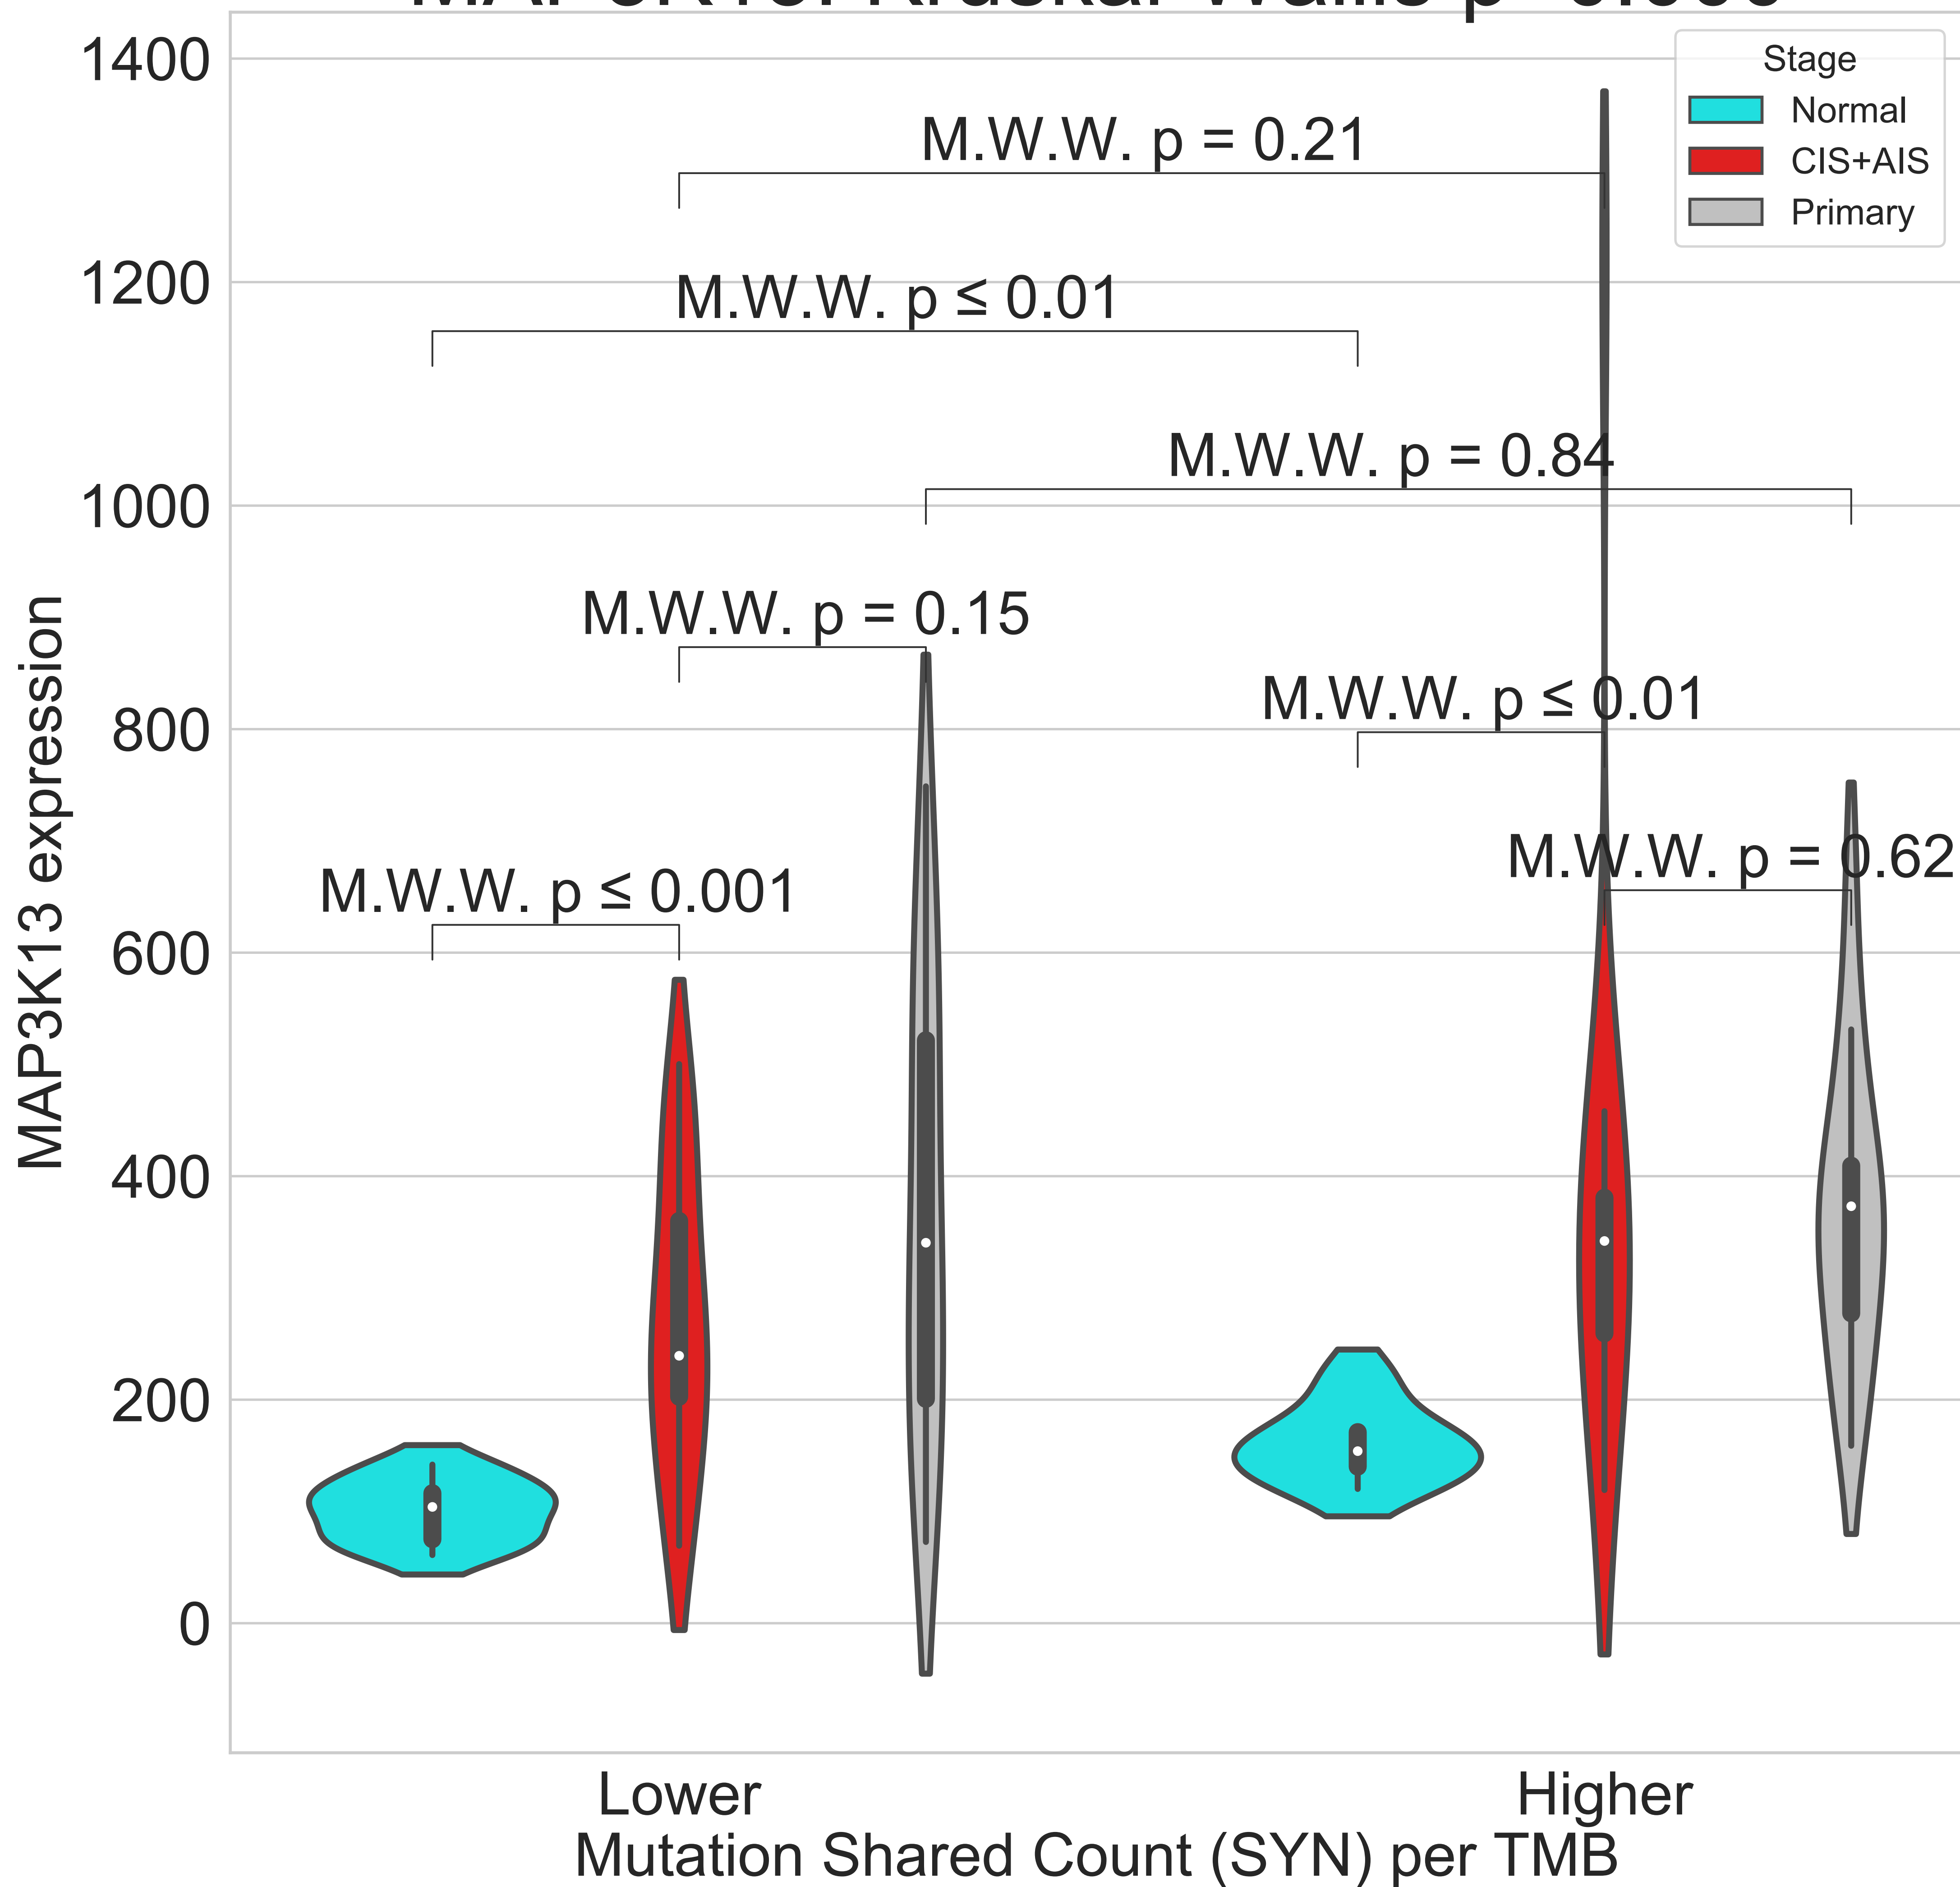 1400
1200
1000
800
600
400
200
0
MAP3K13 expression
Stage
Normal
CIS+AIS
Primary
M.W.W. p = 0.21
M.W.W. p ≤ 0.01
M.W.W. p = 0.84
M.W.W. p = 0.15
M.W.W. p ≤ 0.01
M.W.W. p = 0.62
M.W.W. p ≤ 0.001
Lower
Higher
Mutation Shared Count (SYN) per TMB